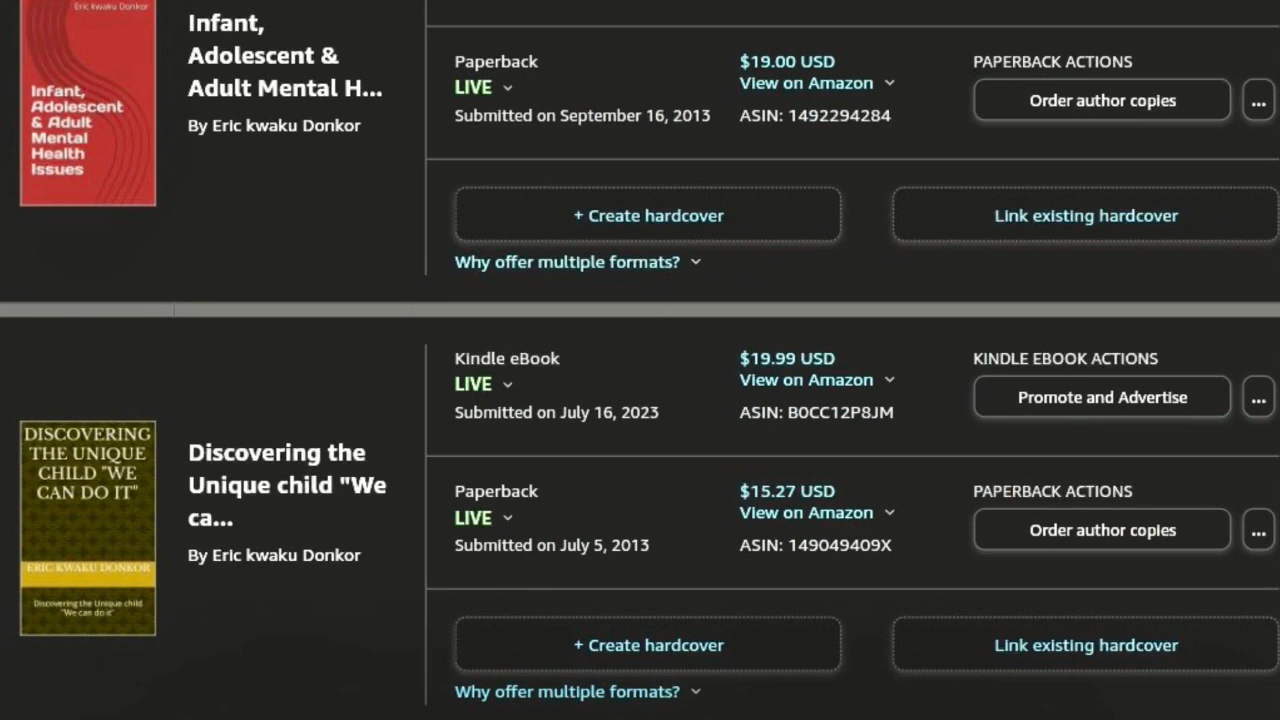 Eric kwaku Donkor
Infant,
Adolescent
& Adult
Mental
Health
Issues
Infant,
Adolescent &
Adult Mental H...
By Eric kwaku Donkor
Paperback
LIVE
Submitted on September 16, 2013
$19.00 USD
View on Amazon
ASIN: 1492294284
PAPERBACK ACTIONS
Order author copies
...
+ Create hardcover
Link existing hardcover
Why offer multiple formats?
DISCOVERING
THE UNIQUE
CHILD "WE
CAN DO IT"
ERIC KWAKU DONKOR
Discovering the Unique child
"We can do it"
Discovering the
Unique child "We
ca...
By Eric kwaku Donkor
Kindle eBook
LIVE
Submitted on July 16, 2023
$19.99 USD
View on Amazon
ASIN: B0CC12P8JM
KINDLE EBOOK ACTIONS
Promote and Advertise
...
Paperback
LIVE
Submitted on July 5, 2013
$15.27 USD
View on Amazon
ASIN: 149049409X
PAPERBACK ACTIONS
Order author copies
...
+ Create hardcover
Link existing hardcover
Why offer multiple formats?